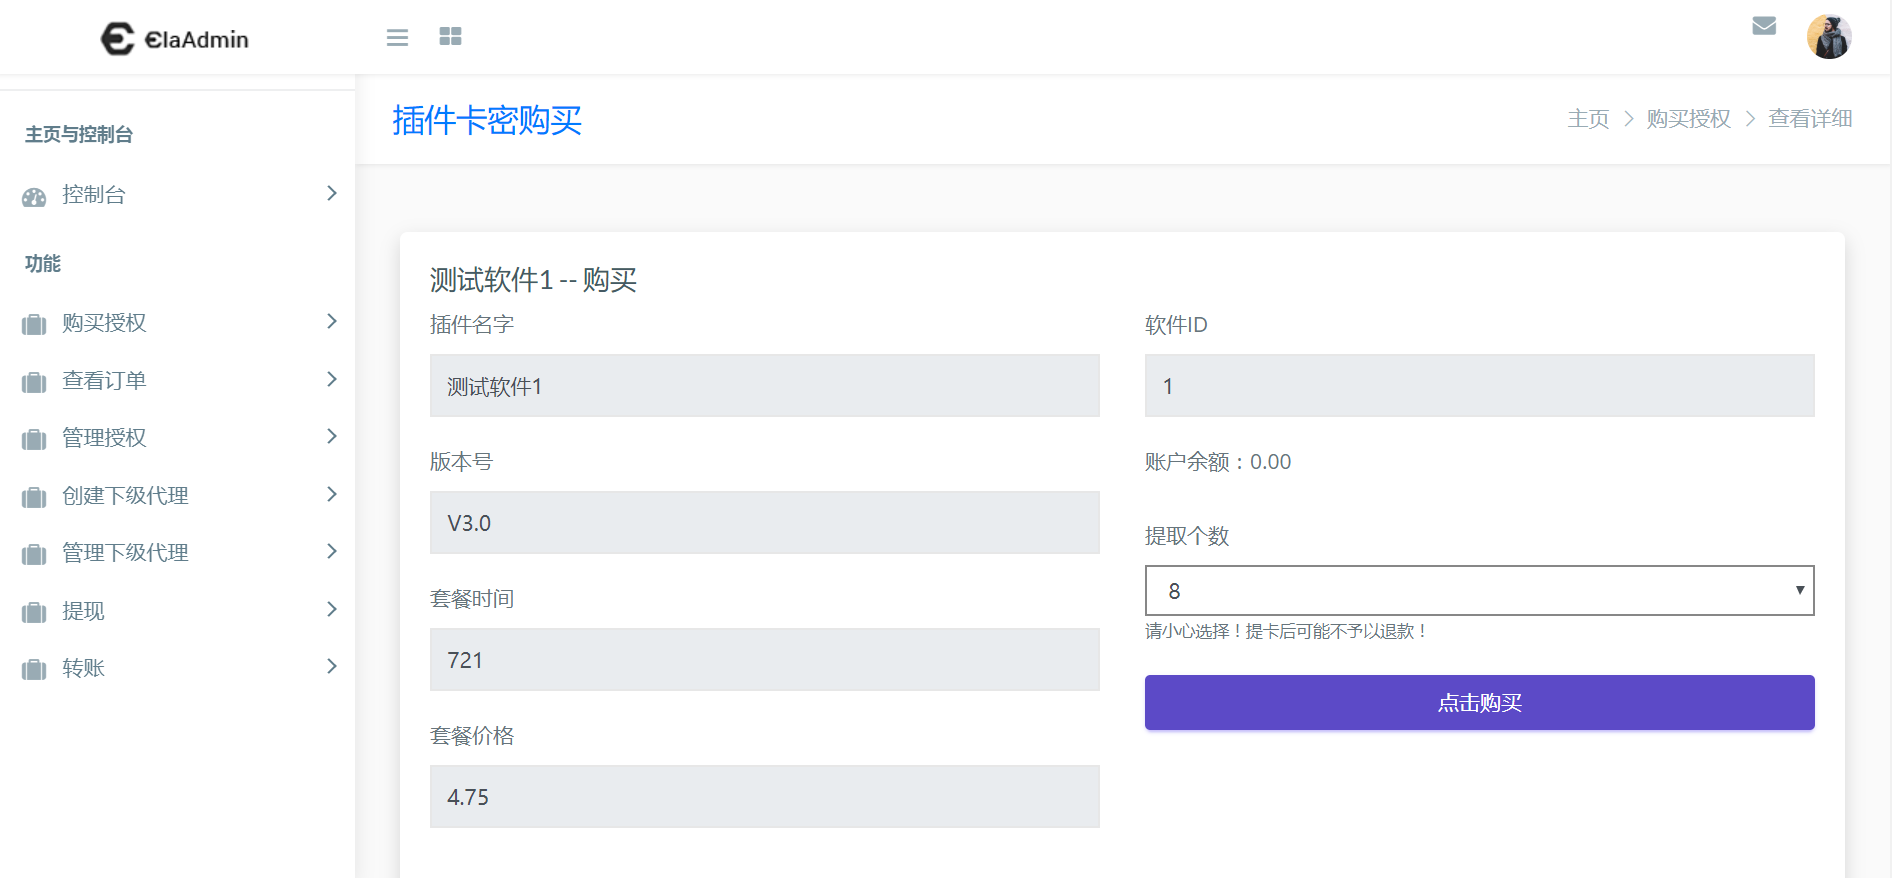 ElaAdmin
主页与控制台
控制台
功能
购买授权
查看订单
管理授权
创建下级代理
管理下级代理
提现
转账
插件卡密购买
主页 > 购买授权 > 查看详细
测试软件1 -- 购买
插件名字
测试软件1
版本号
V3.0
套餐时间
721
套餐价格
4.75
软件ID
1
账户余额：0.00
提取个数
8
请小心选择！提卡后可能不予以退款！
点击购买